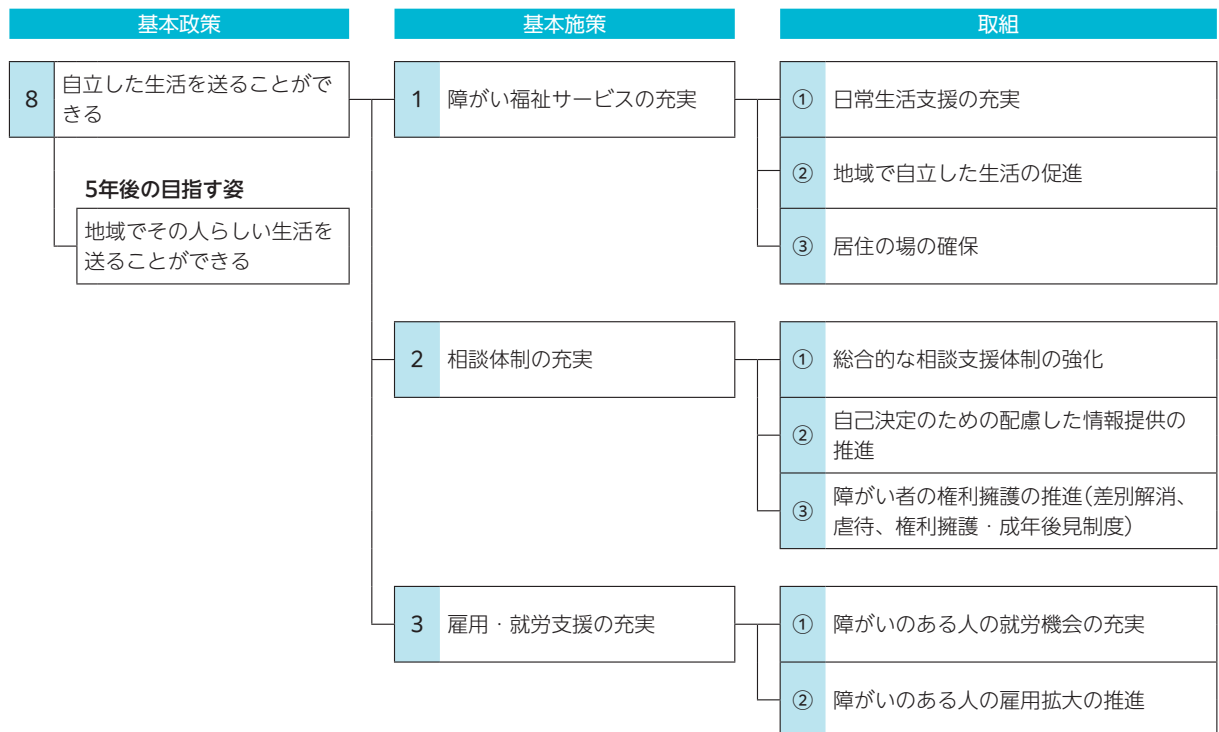 基本政策
基本施策
取組
8
自立した生活を送ることがで
きる
5年後の目指す姿
地域でその人らしい生活を
送ることができる
1
障がい福祉サービスの充実
①
日常生活支援の充実
②
地域で自立した生活の促進
③
居住の場の確保
2
相談体制の充実
①
総合的な相談支援体制の強化
②
自己決定のための配慮した情報提供の
推進
③
障がい者の権利擁護の推進(差別解消、
虐待、権利擁護・成年後見制度)
3
雇用・就労支援の充実
①
障がいのある人の就労機会の充実
②
障がいのある人の雇用拡大の推進